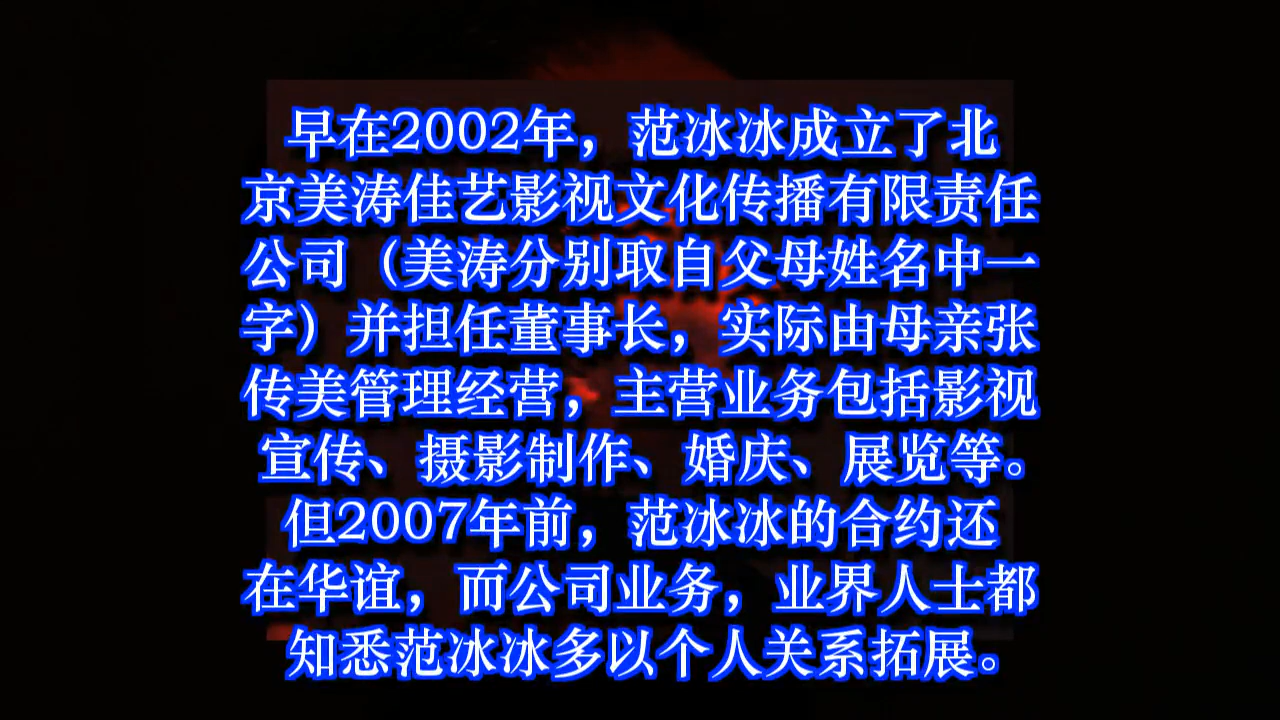 早在2002年，范冰冰成立了北
京美涛佳艺影视文化传播有限责任
公司（美涛分别取自父母姓名中一
字）并担任董事长，实际由母亲张
传美管理经营，主营业务包括影视
宣传、摄影制作、婚庆、展览等。
但2007年前，范冰冰的合约还
在华谊，而公司业务，业界人士都
知悉范冰冰多以个人关系拓展。